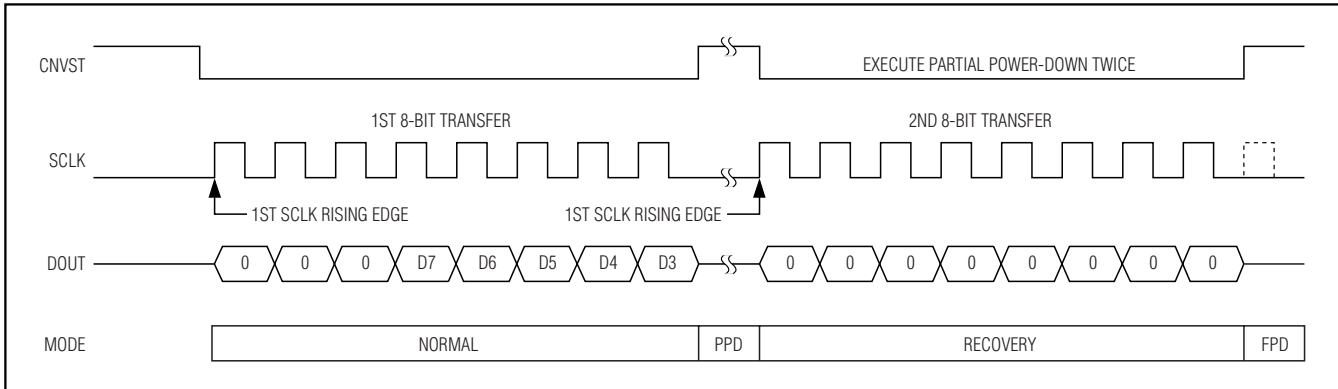 CNVST
EXECUTE PARTIAL POWER-DOWN TWICE
1ST 8-BIT TRANSFER
2ND 8-BIT TRANSFER
SCLK
1ST SCLK RISING EDGE
1ST SCLK RISING EDGE
DOUT
0 0 0 D7 D6 D5 D4 D3
0 0 0 0 0 0 0 0
MODE
NORMAL
PPD
RECOVERY
FPD